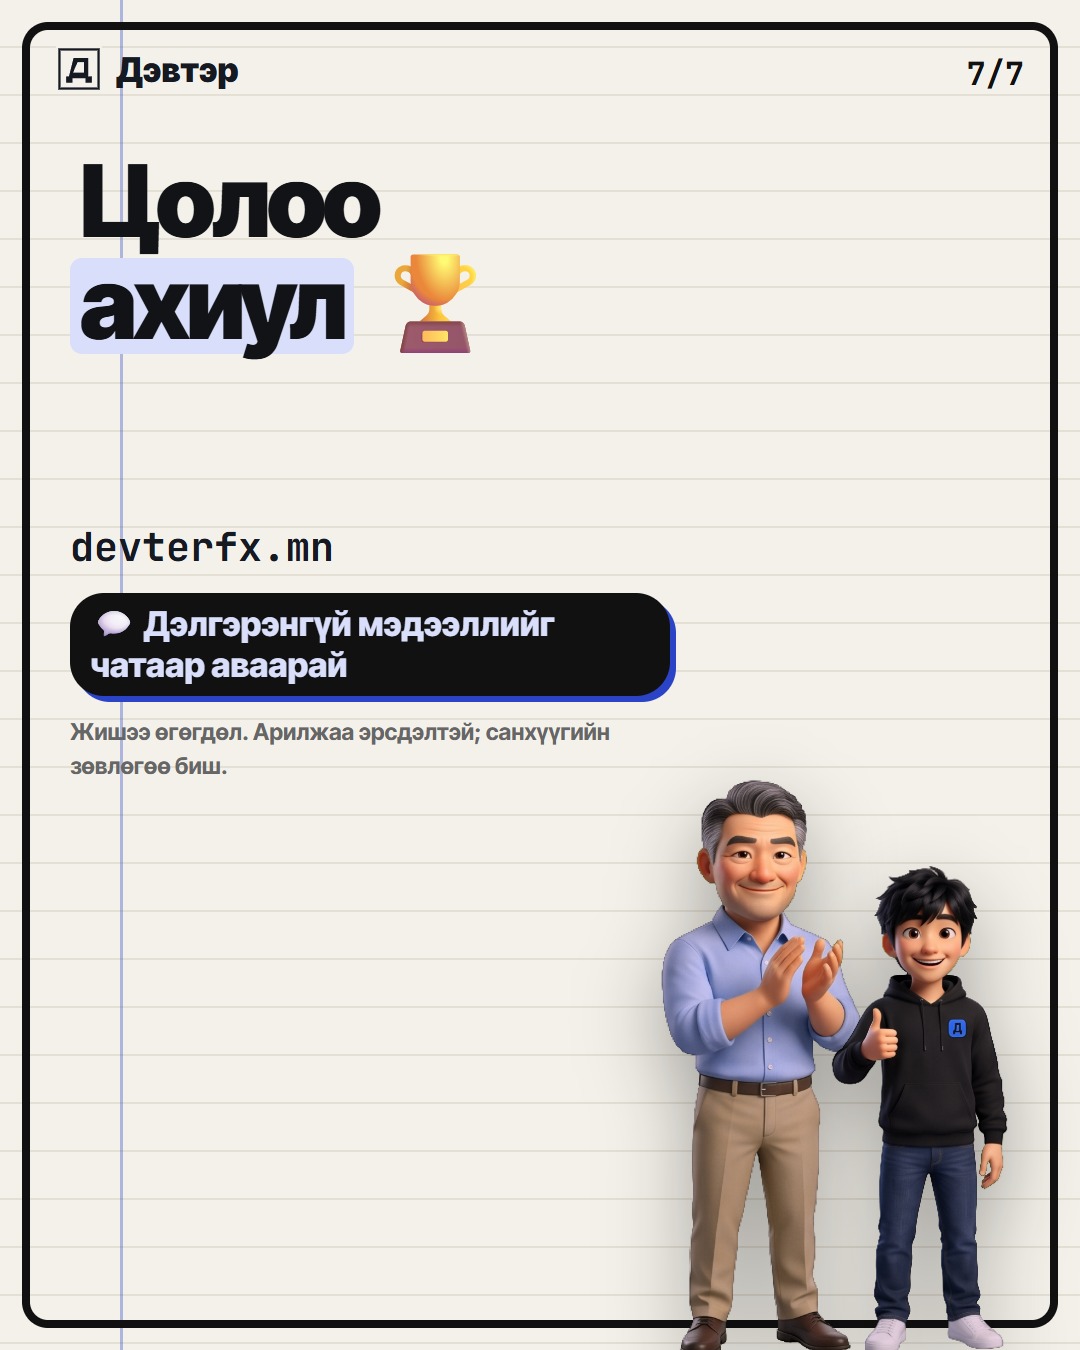 Д Дэвтэр
7/7
Цолоо
ахиул
devterfx.mn
Дэлгэрэнгүй мэдээллийг
чатаар аваарай
Жишээ өгөгдөл. Арилжаа эрсдэлтэй; санхүүгийн
зөвлөгөө биш.
Д